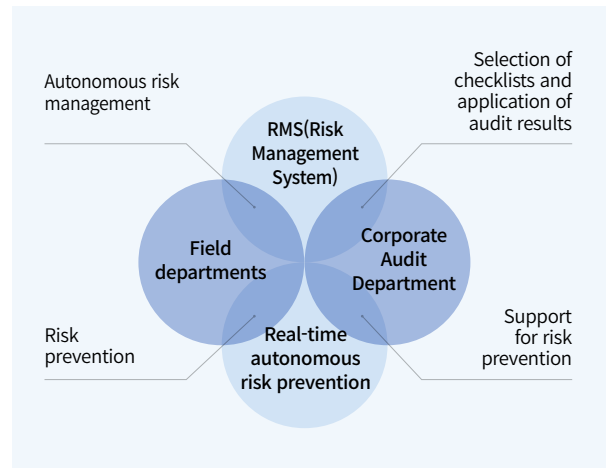 Autonomous risk
management
Selection of
checklists and
application of
audit results
RMS(Risk
Management
System)
Field
departments
Corporate
Audit
Department
Real-time
autonomous
risk prevention
Risk
prevention
Support
for risk
prevention